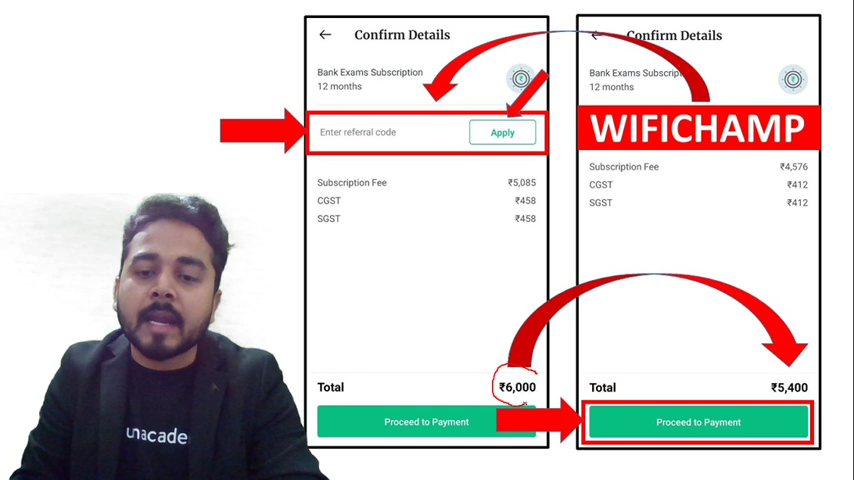 Confirm Details
Bank Exams Subscription
12 months
Enter referral code
Apply
Subscription Fee ₹5,085
CGST ₹458
SGST ₹458
Total ₹6,000
Proceed to Payment
Confirm Details
Bank Exams Subscrip
12 months
WIFICHAMP
Subscription Fee ₹4,576
CGST ₹412
SGST ₹412
Total ₹5,400
Proceed to Payment
unacade